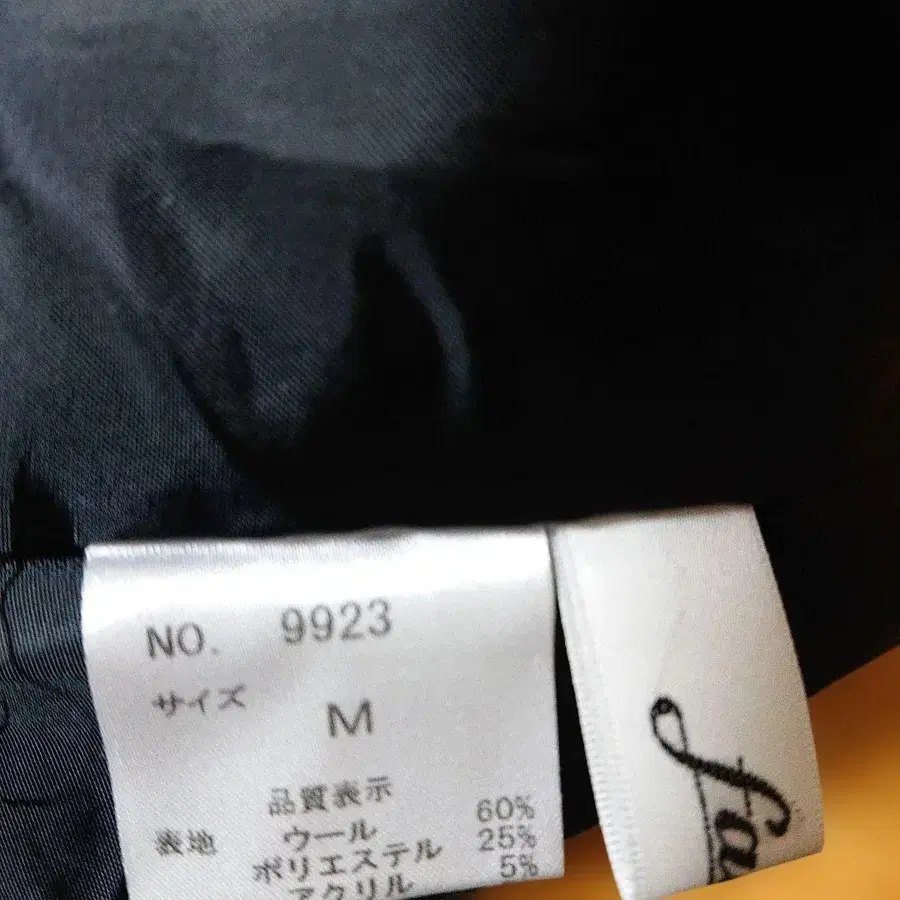 NO. 9923
サイズ
M
品質表示
表地 ウール 60%
ポリエステル 25%
アクリル 5%